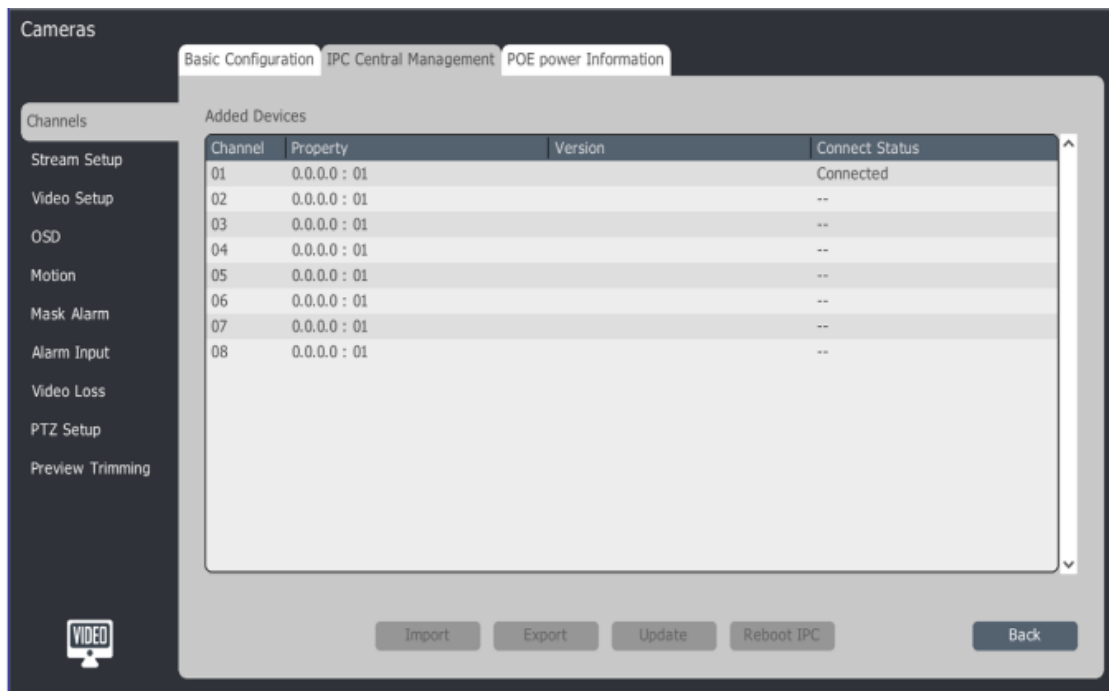 Cameras
Basic Configuration IPC Central Management POE power Information
Channels
Stream Setup
Video Setup
OSD
Motion
Mask Alarm
Alarm Input
Video Loss
PTZ Setup
Preview Trimming
VIDEO
Added Devices
Channel Property Version Connect Status
01 0.0.0.0 : 01 Connected
02 0.0.0.0 : 01 --
03 0.0.0.0 : 01 --
04 0.0.0.0 : 01 --
05 0.0.0.0 : 01 --
06 0.0.0.0 : 01 --
07 0.0.0.0 : 01 --
08 0.0.0.0 : 01 --
Import Export Update Reboot IPC Back